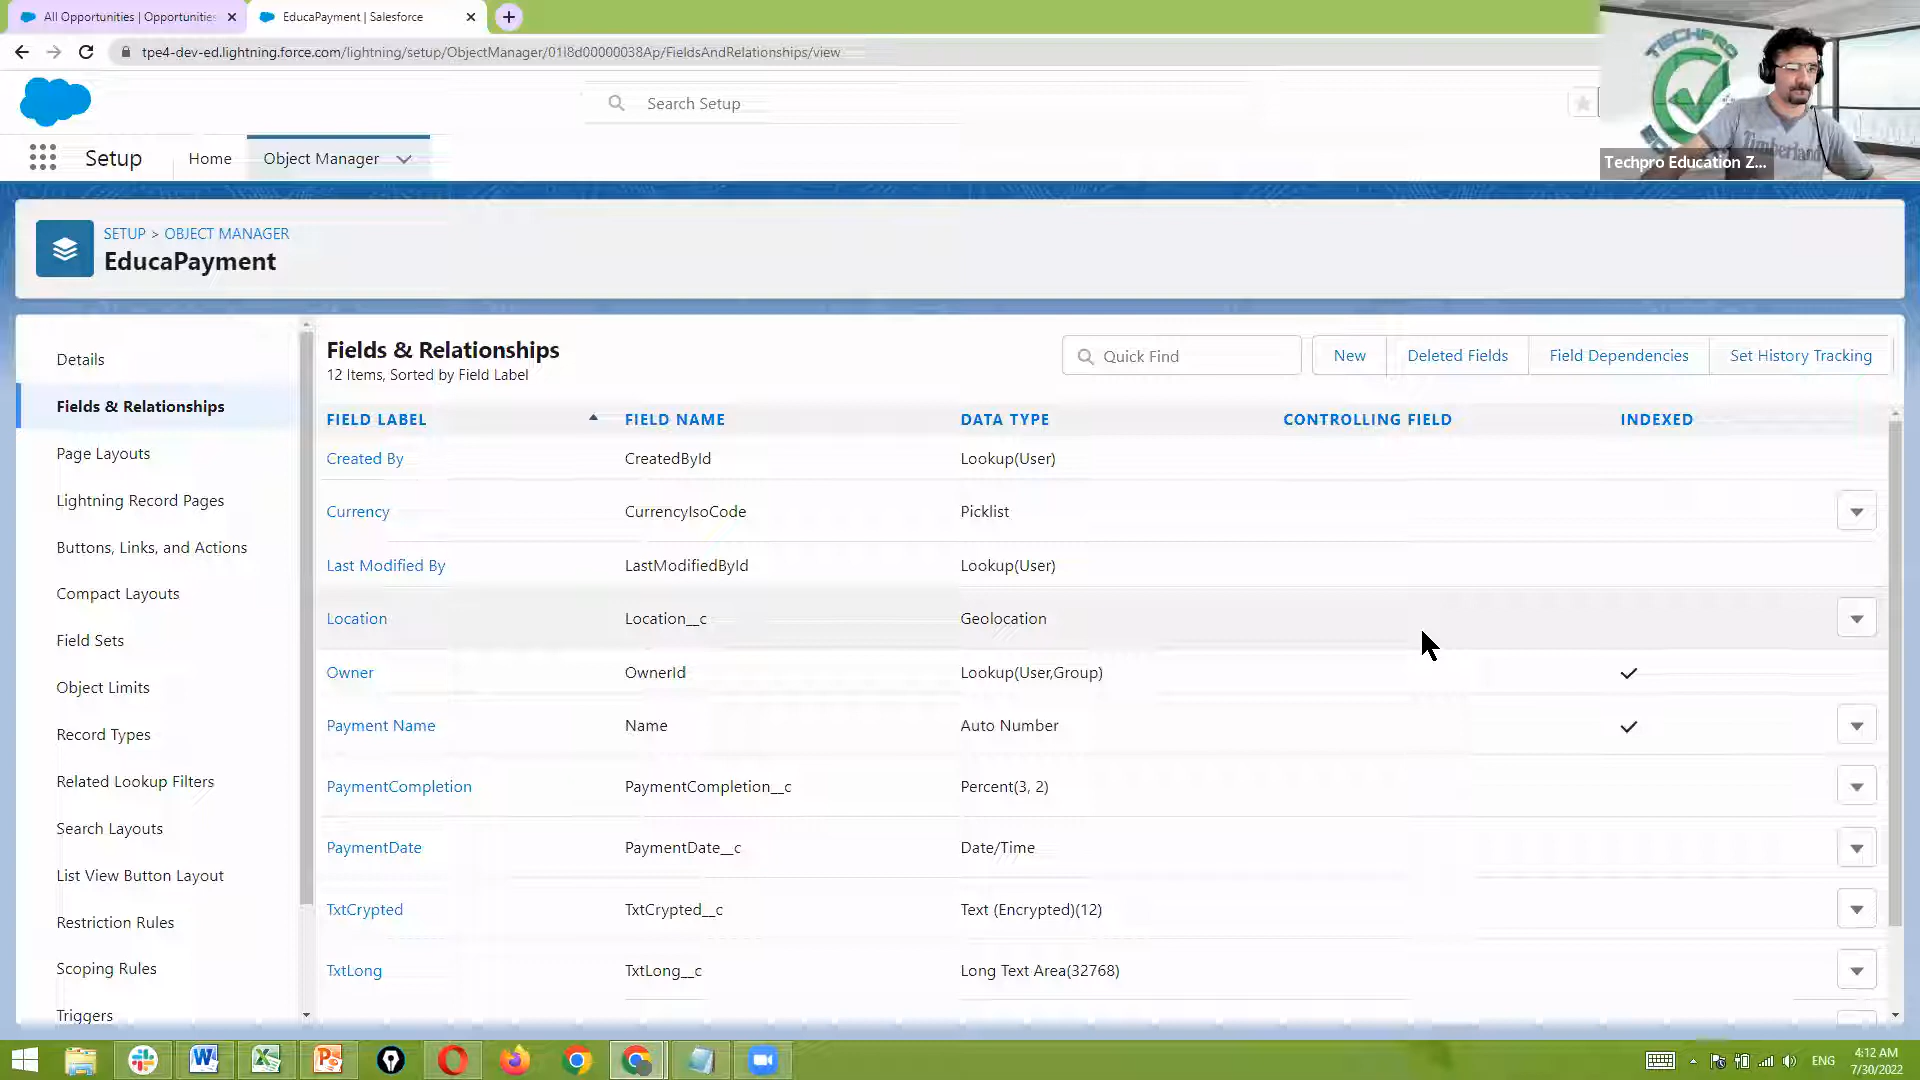 All Opportunities | Opportunities
EducaPayment | Salesforce
tpe4-dev-ed.lightning.force.com/lightning/setup/ObjectManager/01I8d00000038Ap/FieldsAndRelationships/view
TECHPRO
Timberland
Techpro Education Z...
Search Setup
Setup
Home
Object Manager
SETUP > OBJECT MANAGER
EducaPayment
Details
Fields & Relationships
Page Layouts
Lightning Record Pages
Buttons, Links, and Actions
Compact Layouts
Field Sets
Object Limits
Record Types
Related Lookup Filters
Search Layouts
List View Button Layout
Restriction Rules
Scoping Rules
Triggers
Fields & Relationships
12 Items, Sorted by Field Label
Quick Find
New
Deleted Fields
Field Dependencies
Set History Tracking
FIELD LABEL FIELD NAME DATA TYPE CONTROLLING FIELD INDEXED
Created By CreatedById Lookup(User)
Currency CurrencyIsoCode Picklist
Last Modified By LastModifiedById Lookup(User)
Location Location__c Geolocation
Owner OwnerId Lookup(User,Group)
Payment Name Name Auto Number
PaymentCompletion PaymentCompletion__c Percent(3, 2)
PaymentDate PaymentDate__c Date/Time
TxtCrypted TxtCrypted__c Text (Encrypted)(12)
TxtLong TxtLong__c Long Text Area(32768)
ENG
4:12 AM
7/30/2022